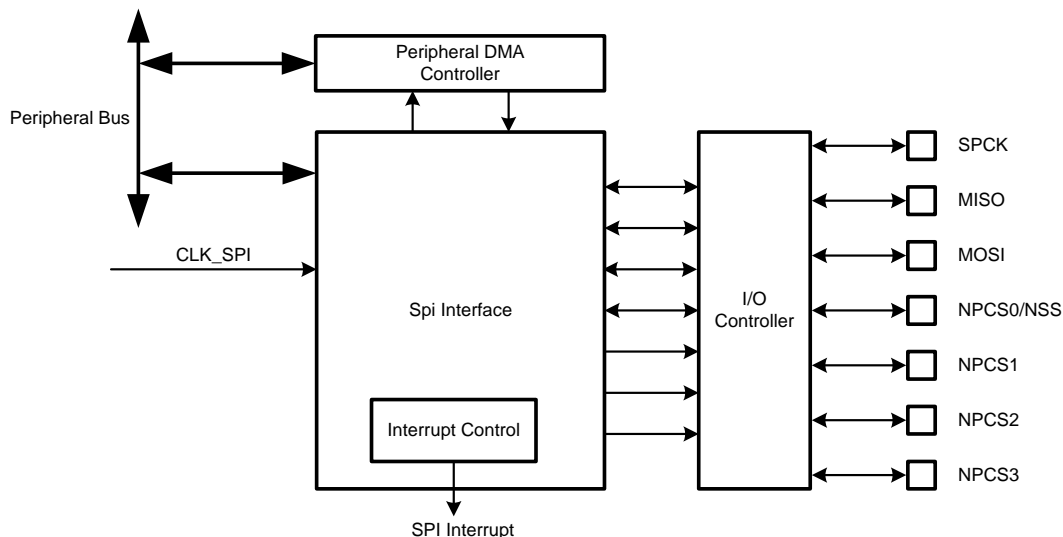 Peripheral DMA
Controller
Peripheral Bus
CLK_SPI
Spi Interface
Interrupt Control
SPI Interrupt
I/O
Controller
SPCK
MISO
MOSI
NPCS0/NSS
NPCS1
NPCS2
NPCS3